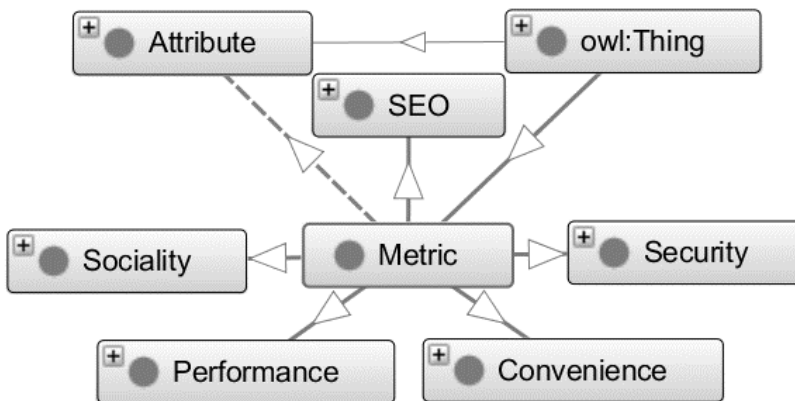 Attribute
owl:Thing
SEO
Sociality
Metric
Security
Performance
Convenience